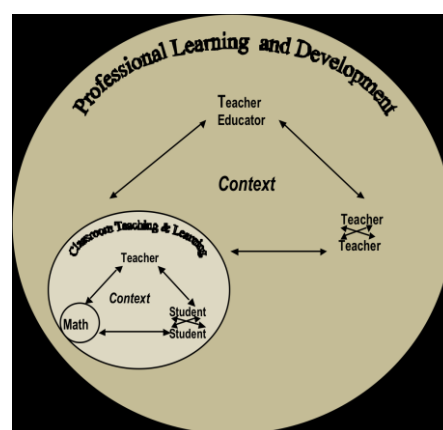 Professional Learning and Development
Teacher
Educator
Context
Teacher
Teacher
Classroom Teaching & Learning
Teacher
Context
Math
Student
Student